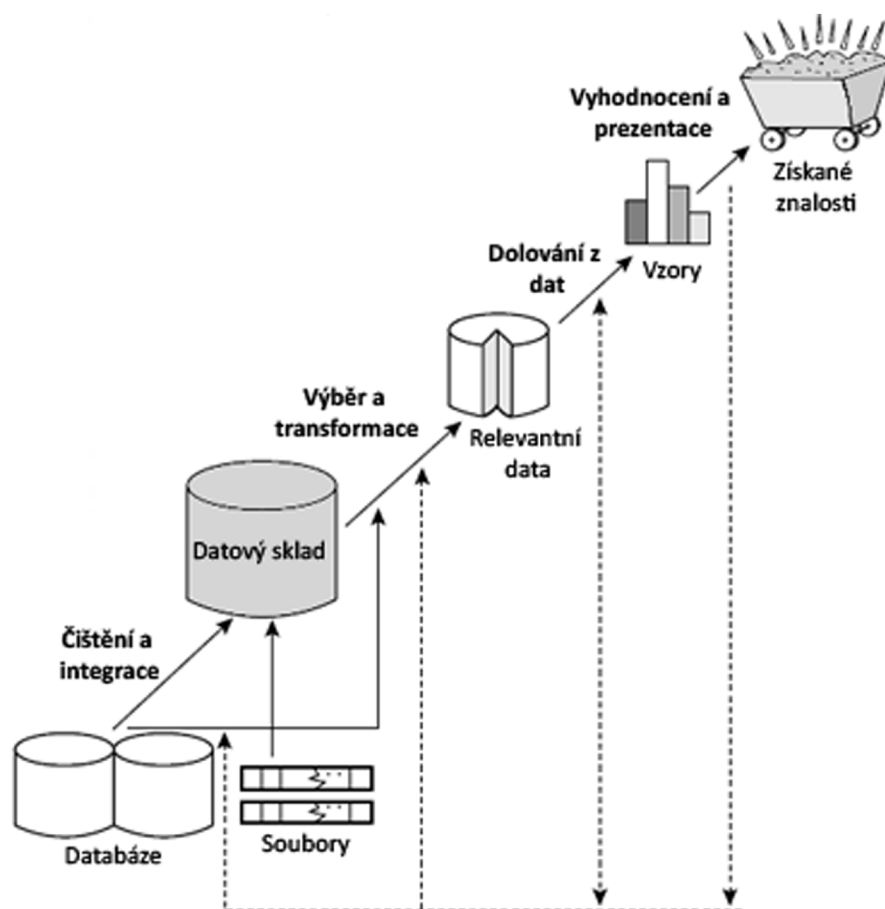 Vyhodnocení a
prezentace
Získané
znalosti
Dolování z
dat
Vzory
Výběr a
transformace
Relevantní
data
Datový sklad
Čištění a
integrace
Databáze
Soubory